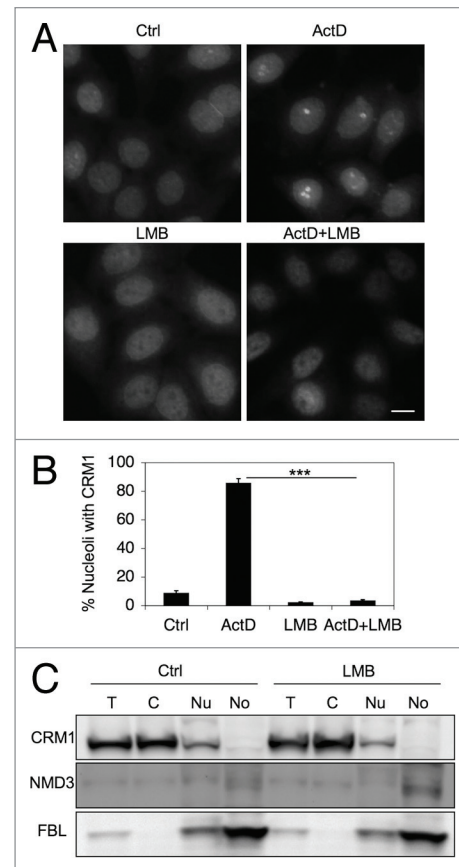 A
Ctrl ActD
LMB ActD+LMB
B
% Nucleoli with CRM1
100
80
60
40
20
0
***
Ctrl ActD LMB ActD+LMB
C
Ctrl LMB
T C Nu No T C Nu No
CRM1
NMD3
FBL